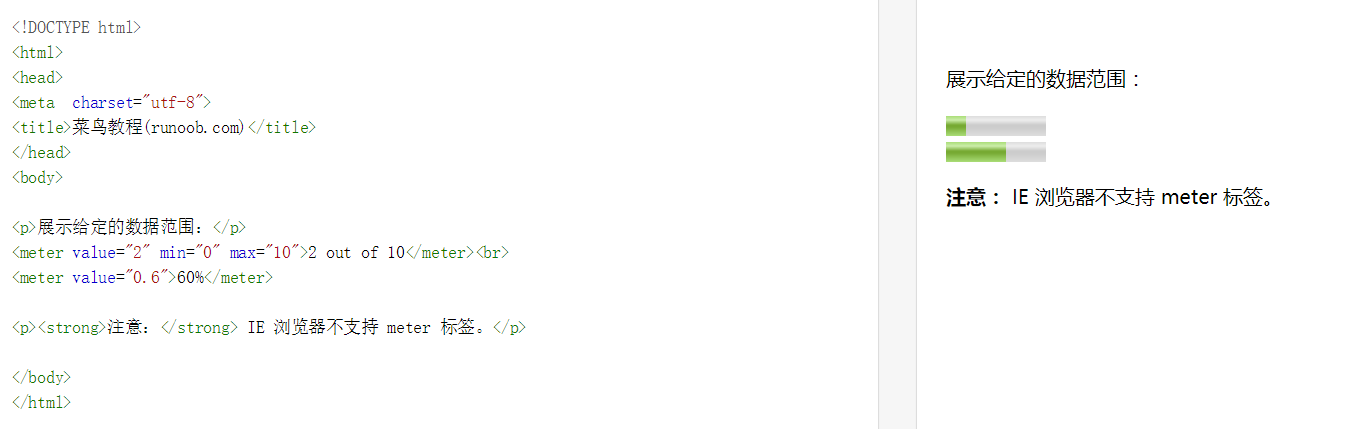 <!DOCTYPE html>
<html>
<head>
<meta  charset="utf-8">
<title>菜鸟教程(runoob.com)</title>
</head>
<body>
<p>展示给定的数据范围：</p>
<meter value="2" min="0" max="10">2 out of 10</meter><br>
<meter value="0.6">60%</meter>
<p><strong>注意：</strong> IE 浏览器不支持 meter 标签。</p>
</body>
</html>
展示给定的数据范围：
注意： IE 浏览器不支持 meter 标签。